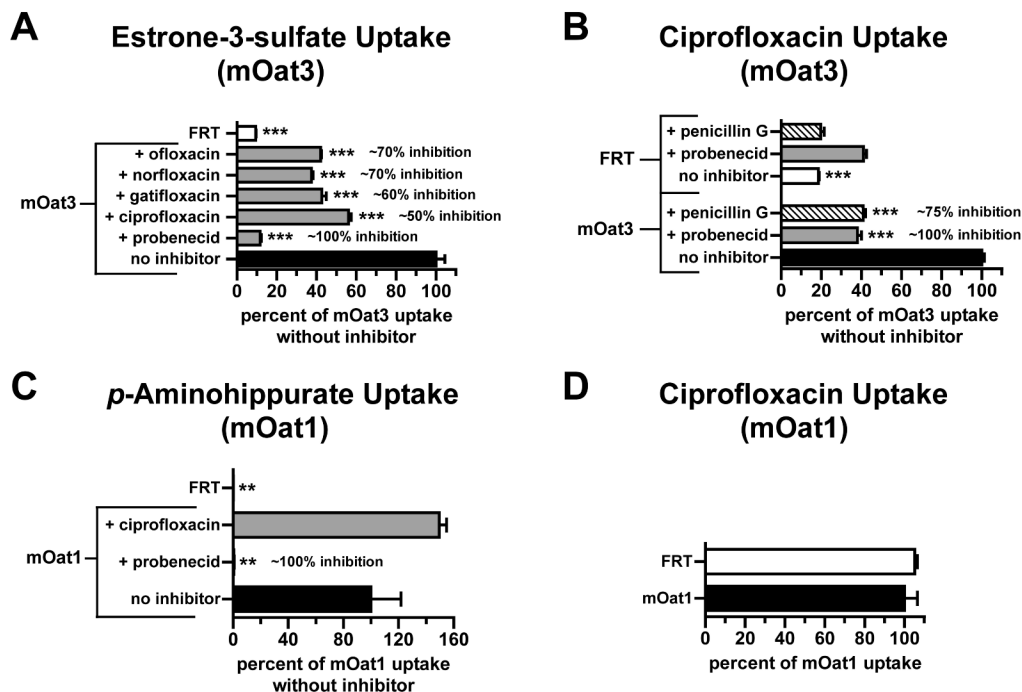 A
Estrone-3-sulfate Uptake
(mOat3)
FRT
***
+ ofloxacin
*** ~70% inhibition
+ norfloxacin
*** ~70% inhibition
+ gatifloxacin
*** ~60% inhibition
mOat3
+ ciprofloxacin
*** ~50% inhibition
+ probenecid
*** ~100% inhibition
no inhibitor
0 20 40 60 80 100
percent of mOat3 uptake
without inhibitor
B
Ciprofloxacin Uptake
(mOat3)
+ penicillin G
FRT
+ probenecid
no inhibitor
***
+ penicillin G
*** ~75% inhibition
mOat3
+ probenecid
*** ~100% inhibition
no inhibitor
0 20 40 60 80 100
percent of mOat3 uptake
without inhibitor
C
p-Aminohippurate Uptake
(mOat1)
FRT
**
+ ciprofloxacin
mOat1
+ probenecid
** ~100% inhibition
no inhibitor
0 40 80 120 160
percent of mOat1 uptake
without inhibitor
D
Ciprofloxacin Uptake
(mOat1)
FRT
mOat1
0 20 40 60 80 100
percent of mOat1 uptake